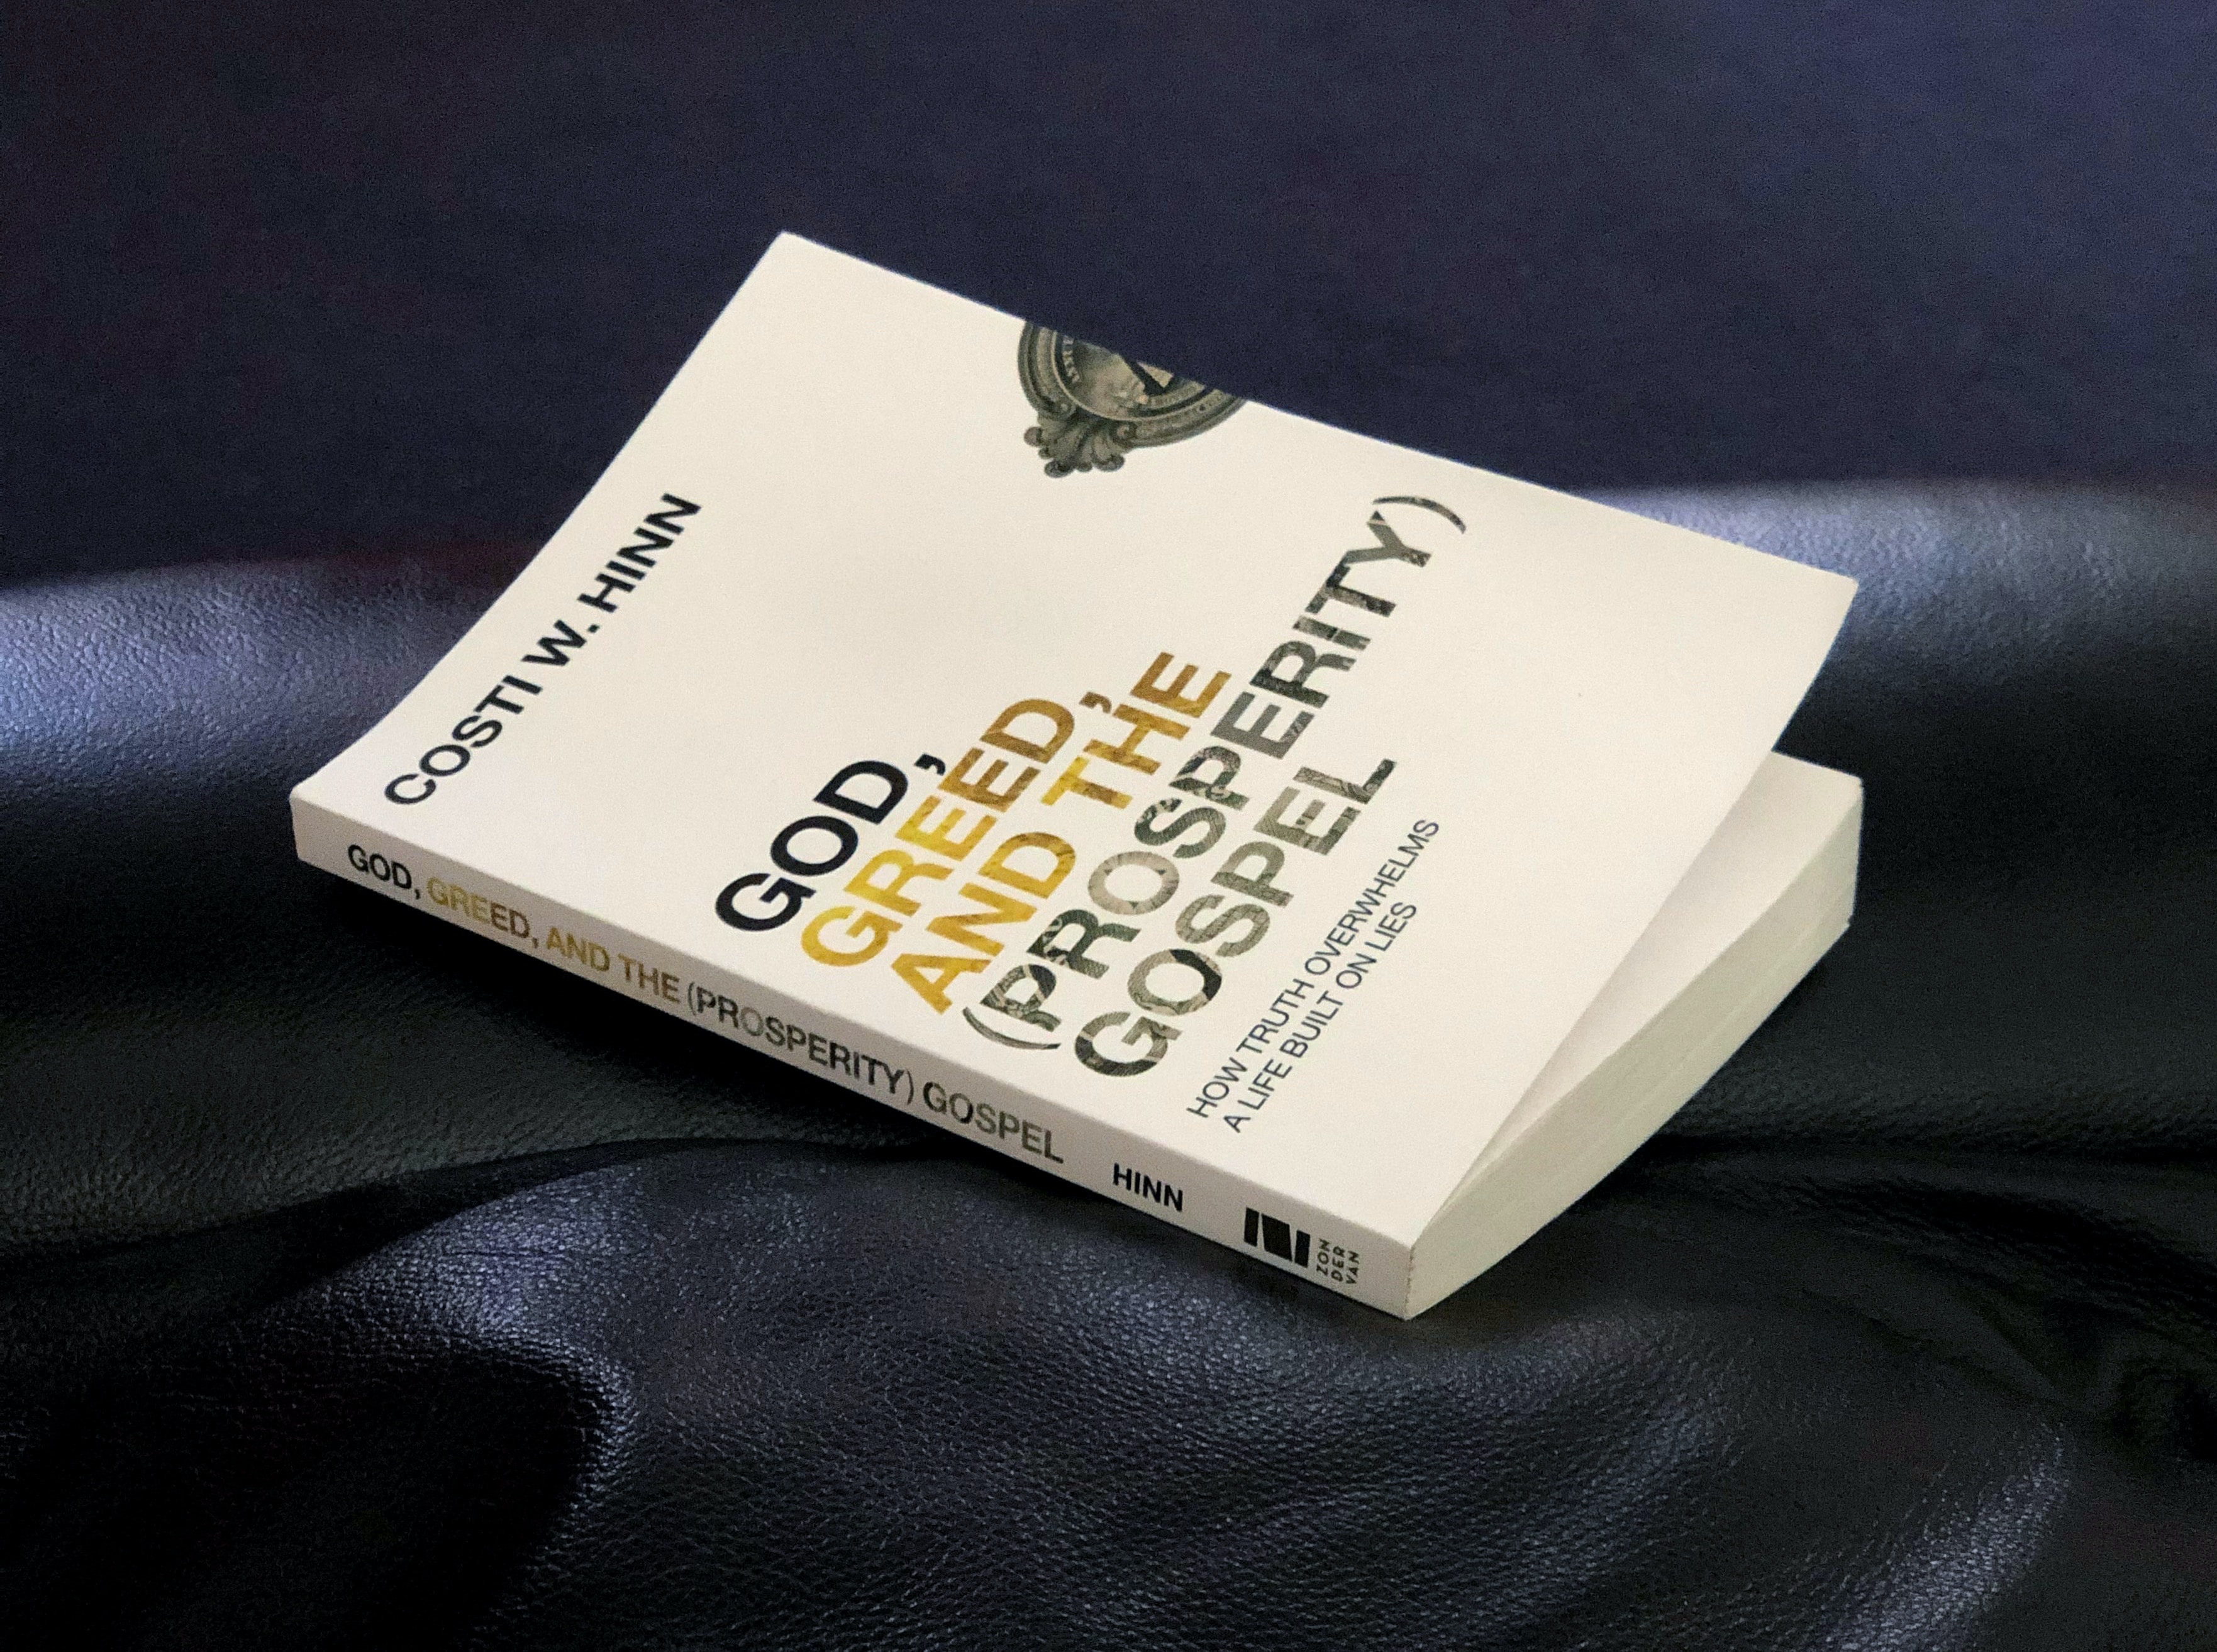 COSTI W. HINN
GOD,
GREED,
AND THE
(PROSPERITY)
GOSPEL
HOW TRUTH OVERWHELMS
A LIFE BUILT ON LIES
GOD, GREED, AND THE (PROSPERITY) GOSPEL
HINN
ZON
DER
VAN